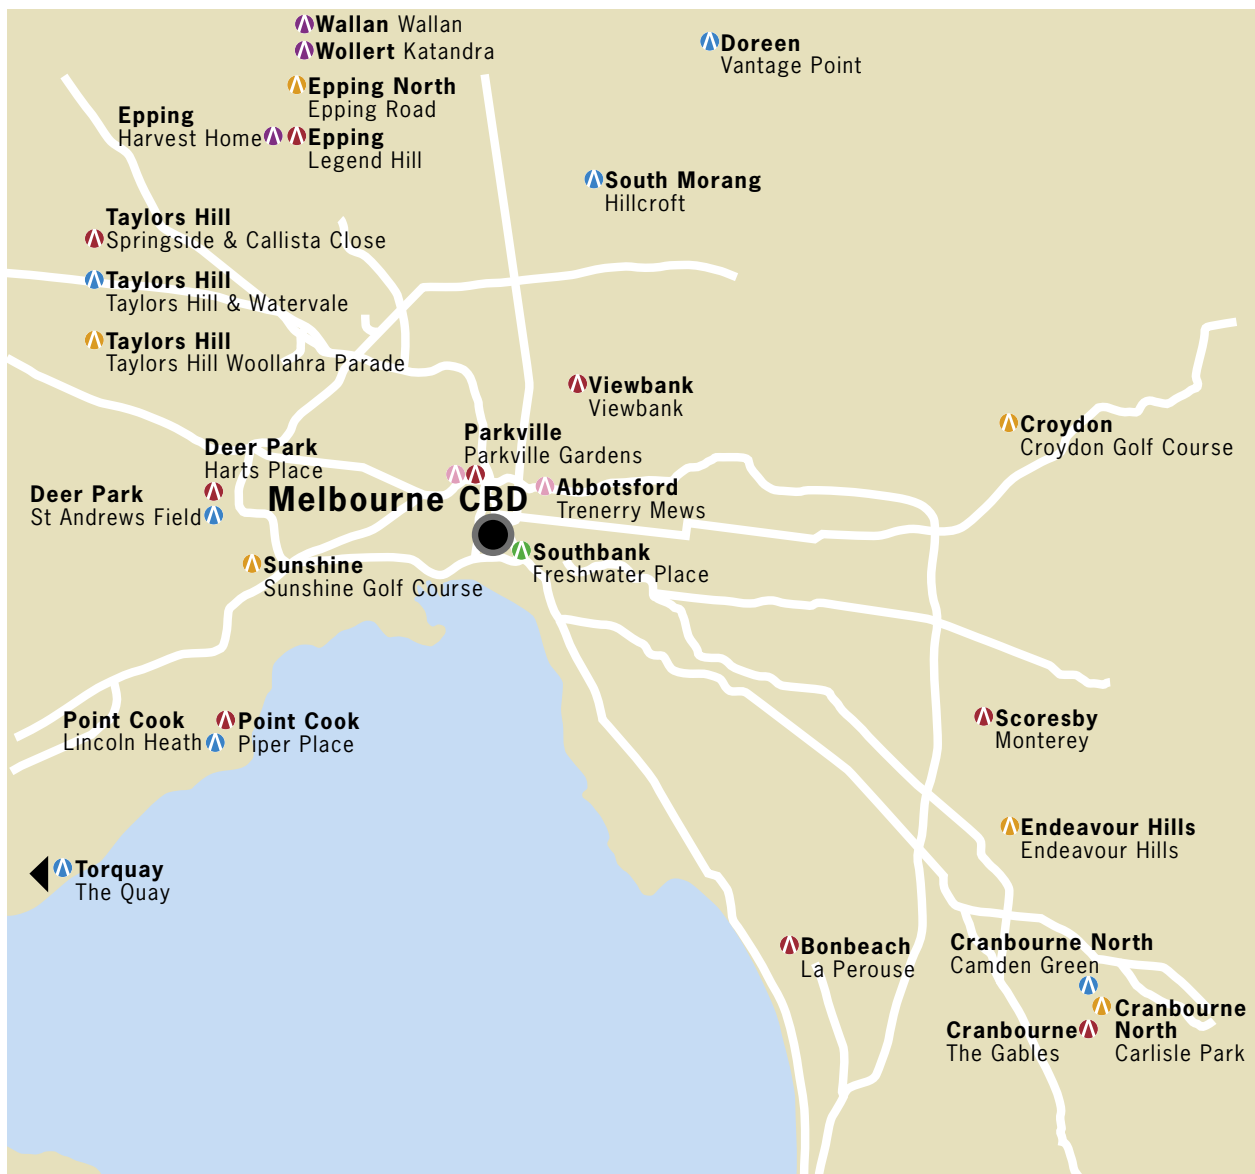 Wallan Wallan
Wollert Katandra
Doreen
Vantage Point
Epping North
Epping Road
Epping
Harvest Home
Epping
Legend Hill
South Morang
Hillcroft
Taylors Hill
Springside & Callista Close
Taylors Hill
Taylors Hill & Watervale
Taylors Hill
Taylors Hill Woollahra Parade
Viewbank
Viewbank
Croydon
Croydon Golf Course
Parkville
Parkville Gardens
Deer Park
Harts Place
Deer Park
St Andrews Field
Melbourne CBD
Abbotsford
Trenerry Mews
Southbank
Freshwater Place
Sunshine
Sunshine Golf Course
Point Cook
Lincoln Heath
Point Cook
Piper Place
Scoresby
Monterey
Endeavour Hills
Endeavour Hills
Torquay
The Quay
Bonbeach
La Perouse
Cranbourne North
Camden Green
Cranbourne
North
Carlisle Park
Cranbourne
The Gables